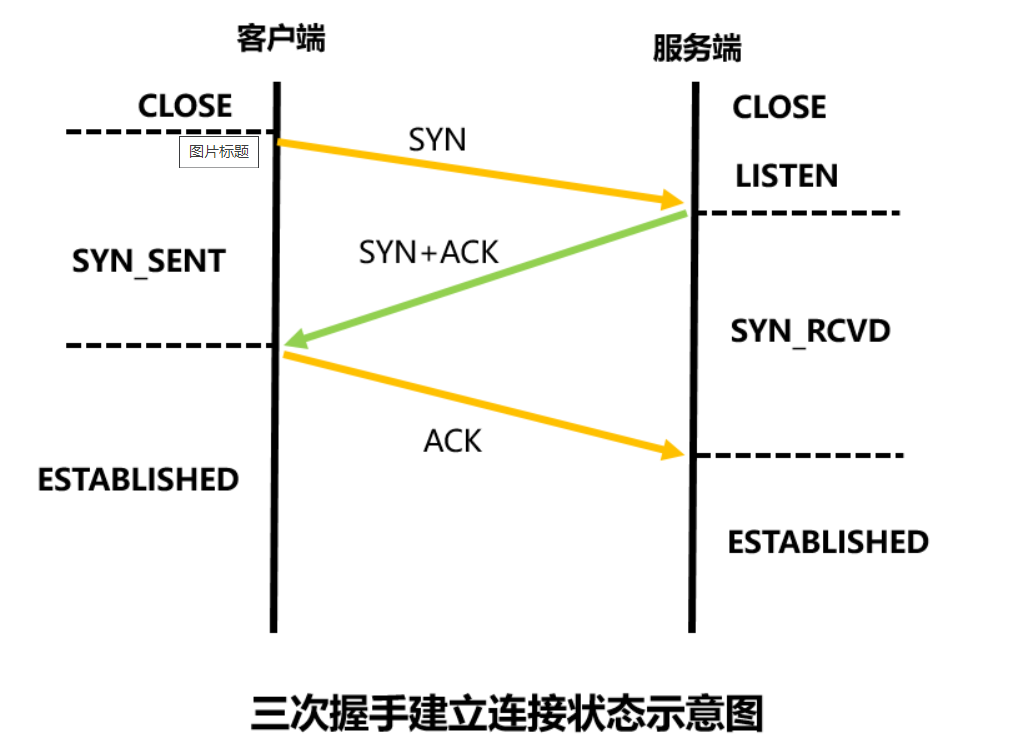 客户端
服务端
CLOSE
CLOSE
图片标题
SYN
LISTEN
SYN_SENT
SYN+ACK
SYN_RCVD
ACK
ESTABLISHED
ESTABLISHED
三次握手建立连接状态示意图